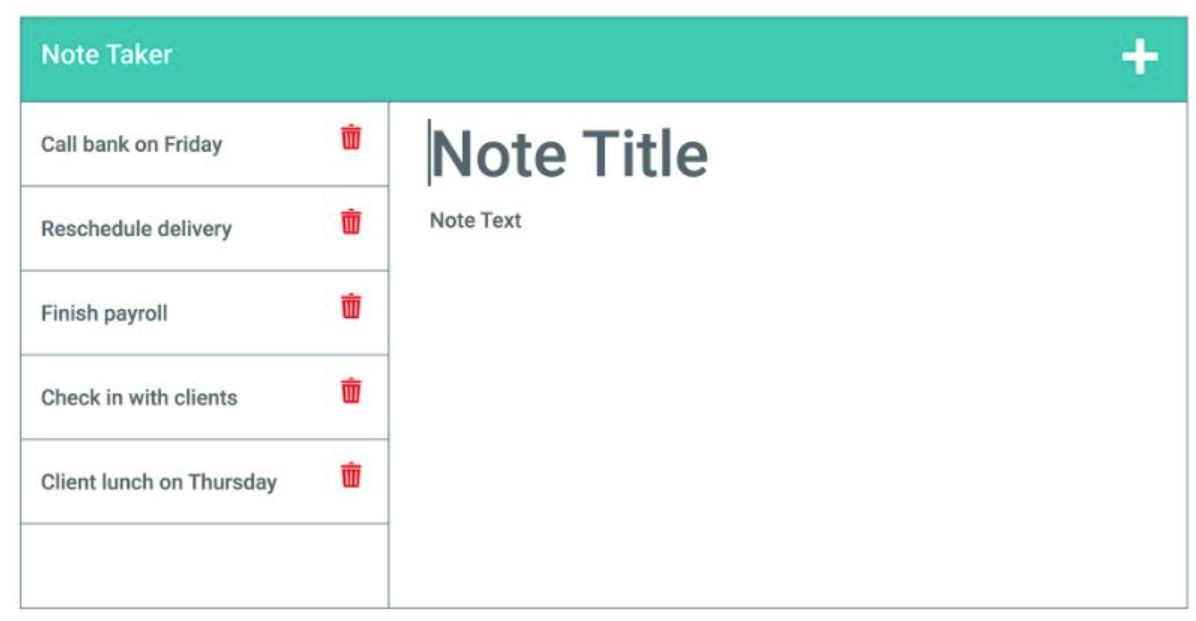 Note Taker
Call bank on Friday
Reschedule delivery
Finish payroll
Check in with clients
Client lunch on Thursday
Note Title
Note Text